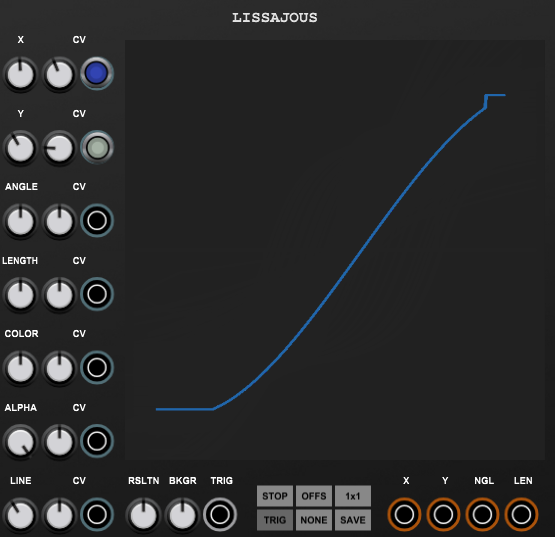 LISSAJOUS
X CV
Y CV
ANGLE CV
LENGTH CV
COLOR CV
ALPHA CV
LINE CV RSLTN BKGR TRIG
STOP OFFS 1x1
TRIG NONE SAVE
X Y NGL LEN